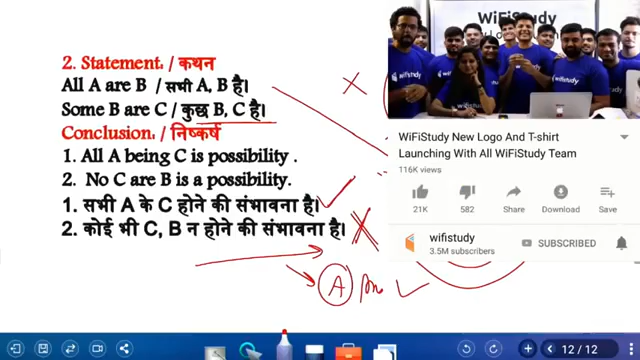 2. Statement: / कथन
All A are B / सभी A, B है।
Some B are C / कुछ B, C है।
Conclusion: / निष्कर्ष
1. All A being C is possibility .
2. No C are B is a possibility.
1. सभी A के C होने की संभावना है।
2. कोई भी C, B न होने की संभावना है।
A
WiFiStudy
wifistudy
WiFiStudy New Logo And T-shirt
Launching With All WiFiStudy Team
116K views
21K 582 Share Download Save
wifistudy
3.5M subscribers
SUBSCRIBED
12 / 12